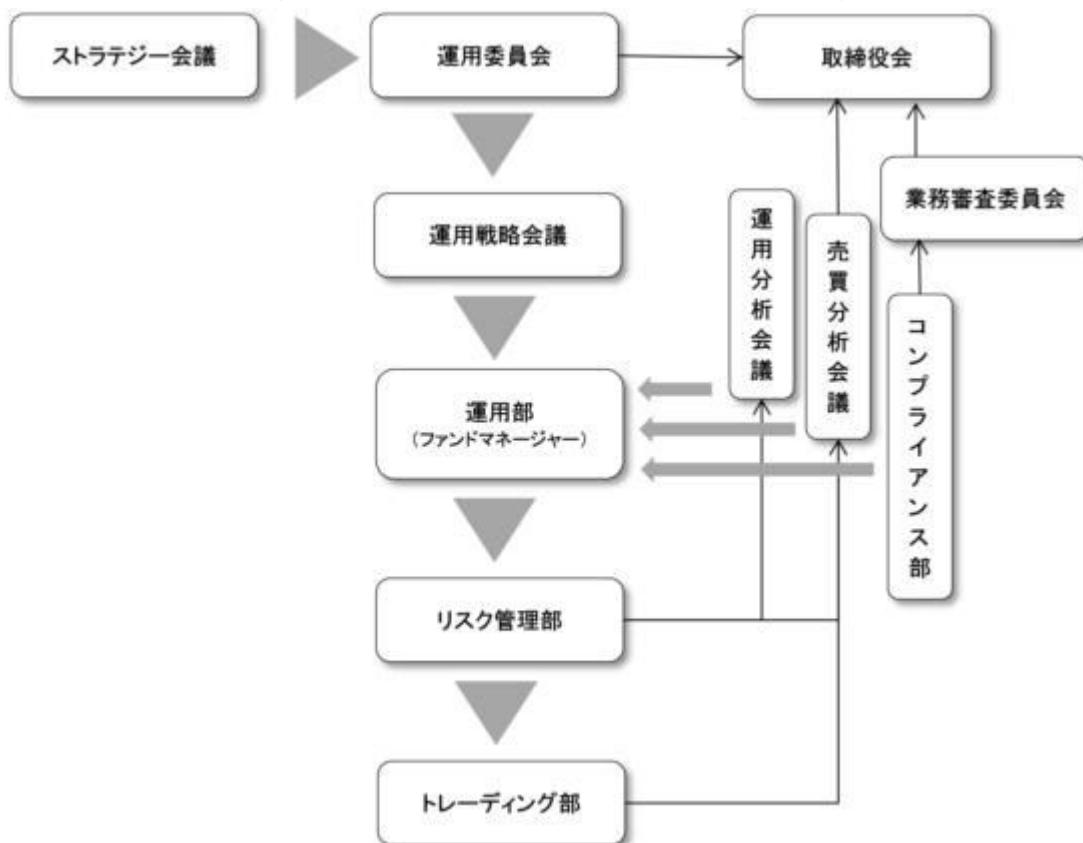 ストラテジー会議
運用委員会
取締役会
業務審査委員会
運用戦略会議
運用分析会議
売買分析会議
コンプライアンス部
運用部
(ファンドマネージャー)
リスク管理部
トレーディング部